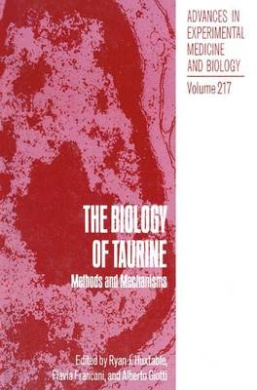 ADVANCES IN
EXPERIMENTAL
MEDICINE
AND BIOLOGY
Volume 217
THE BIOLOGY
OF TAURINE
Methods and Mechanisms
Edited by Ryan J. Huxtable,
Flavia Franconi, and Alberto Giotti